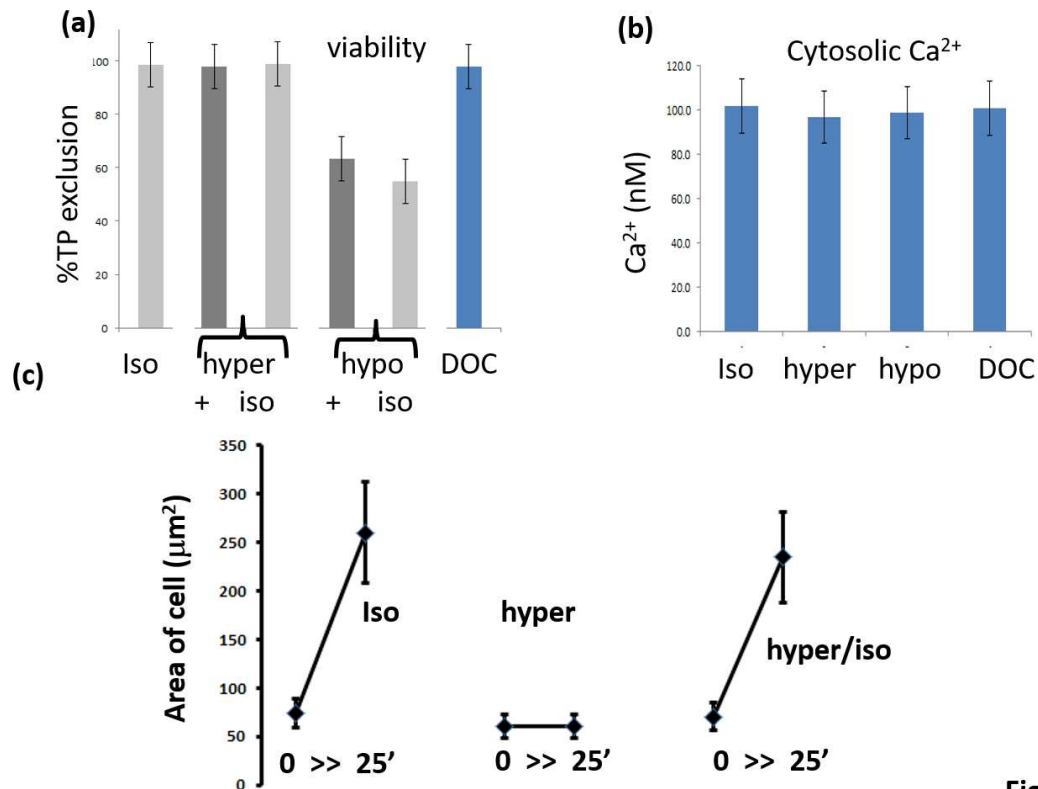 (a)
viability
%TP exclusion
100
80
60
40
20
0
Iso
hyper
hypo
DOC
+ iso
+ iso
(b)
Cytosolic Ca²⁺
Ca²⁺ (nM)
120.0
100.0
80.0
60.0
40.0
20.0
0.0
Iso
hyper
hypo
DOC
(c)
Area of cell (μm²)
350
300
250
200
150
100
50
0
Iso
hyper
hyper/iso
0 >> 25’
0 >> 25’
0 >> 25’